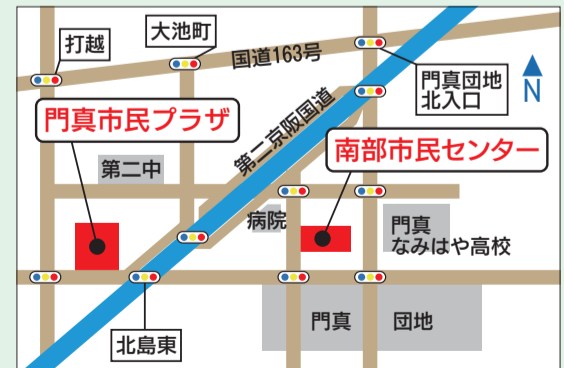 打越
大池町
国道163号
門真団地
北入口
N
門真市民プラザ
第二京阪国道
南部市民センター
第二中
病院
門真
なみはや高校
門真 団地
北島東